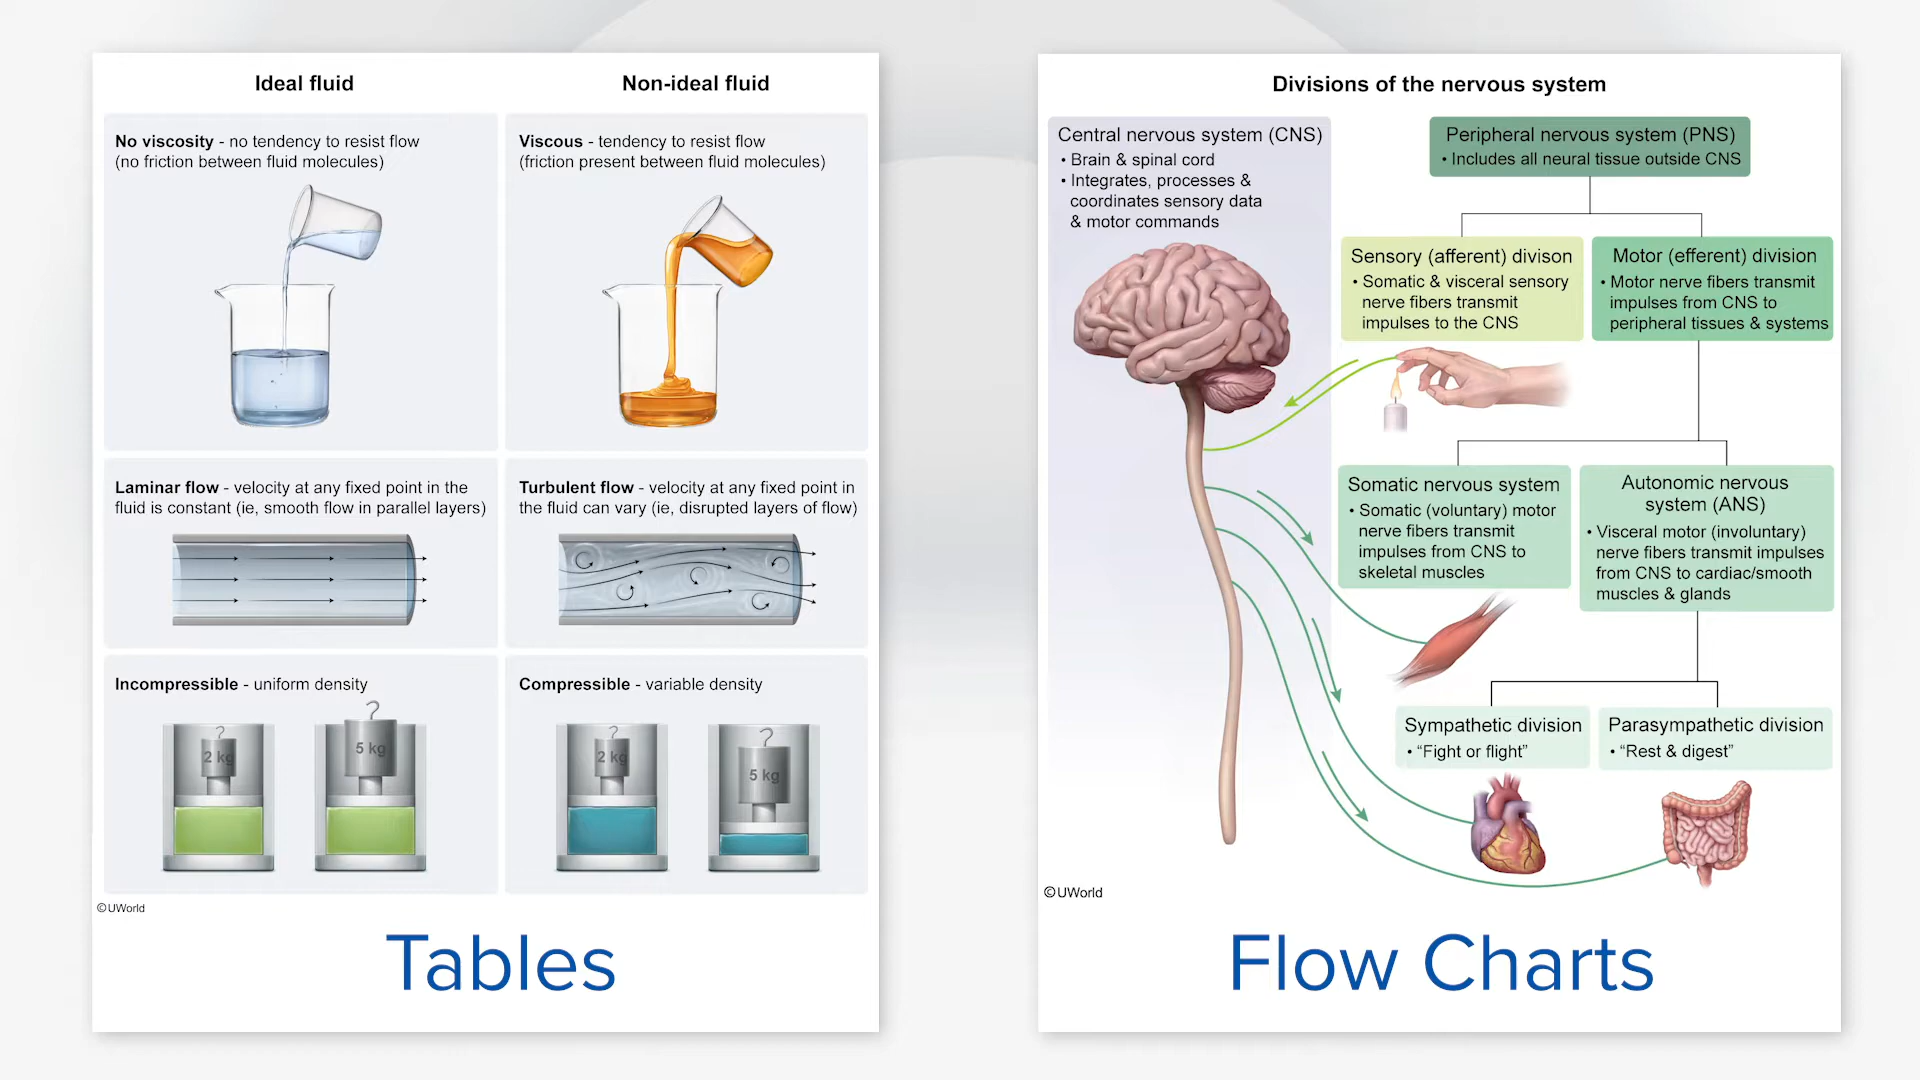 Ideal fluid
Non-ideal fluid
No viscosity - no tendency to resist flow
(no friction between fluid molecules)
Viscous - tendency to resist flow
(friction present between fluid molecules)
Laminar flow - velocity at any fixed point in the
fluid is constant (ie, smooth flow in parallel layers)
Turbulent flow - velocity at any fixed point in
the fluid can vary (ie, disrupted layers of flow)
Incompressible - uniform density
2 kg
5 kg
Compressible - variable density
2 kg
5 kg
©UWorld
Tables
Divisions of the nervous system
Central nervous system (CNS)
• Brain & spinal cord
• Integrates, processes &
coordinates sensory data
& motor commands
Peripheral nervous system (PNS)
• Includes all neural tissue outside CNS
Sensory (afferent) divison
• Somatic & visceral sensory
nerve fibers transmit
impulses to the CNS
Motor (efferent) division
• Motor nerve fibers transmit
impulses from CNS to
peripheral tissues & systems
Somatic nervous system
• Somatic (voluntary) motor
nerve fibers transmit
impulses from CNS to
skeletal muscles
Autonomic nervous
system (ANS)
• Visceral motor (involuntary)
nerve fibers transmit impulses
from CNS to cardiac/smooth
muscles & glands
Sympathetic division
• “Fight or flight”
Parasympathetic division
• “Rest & digest”
©UWorld
Flow Charts